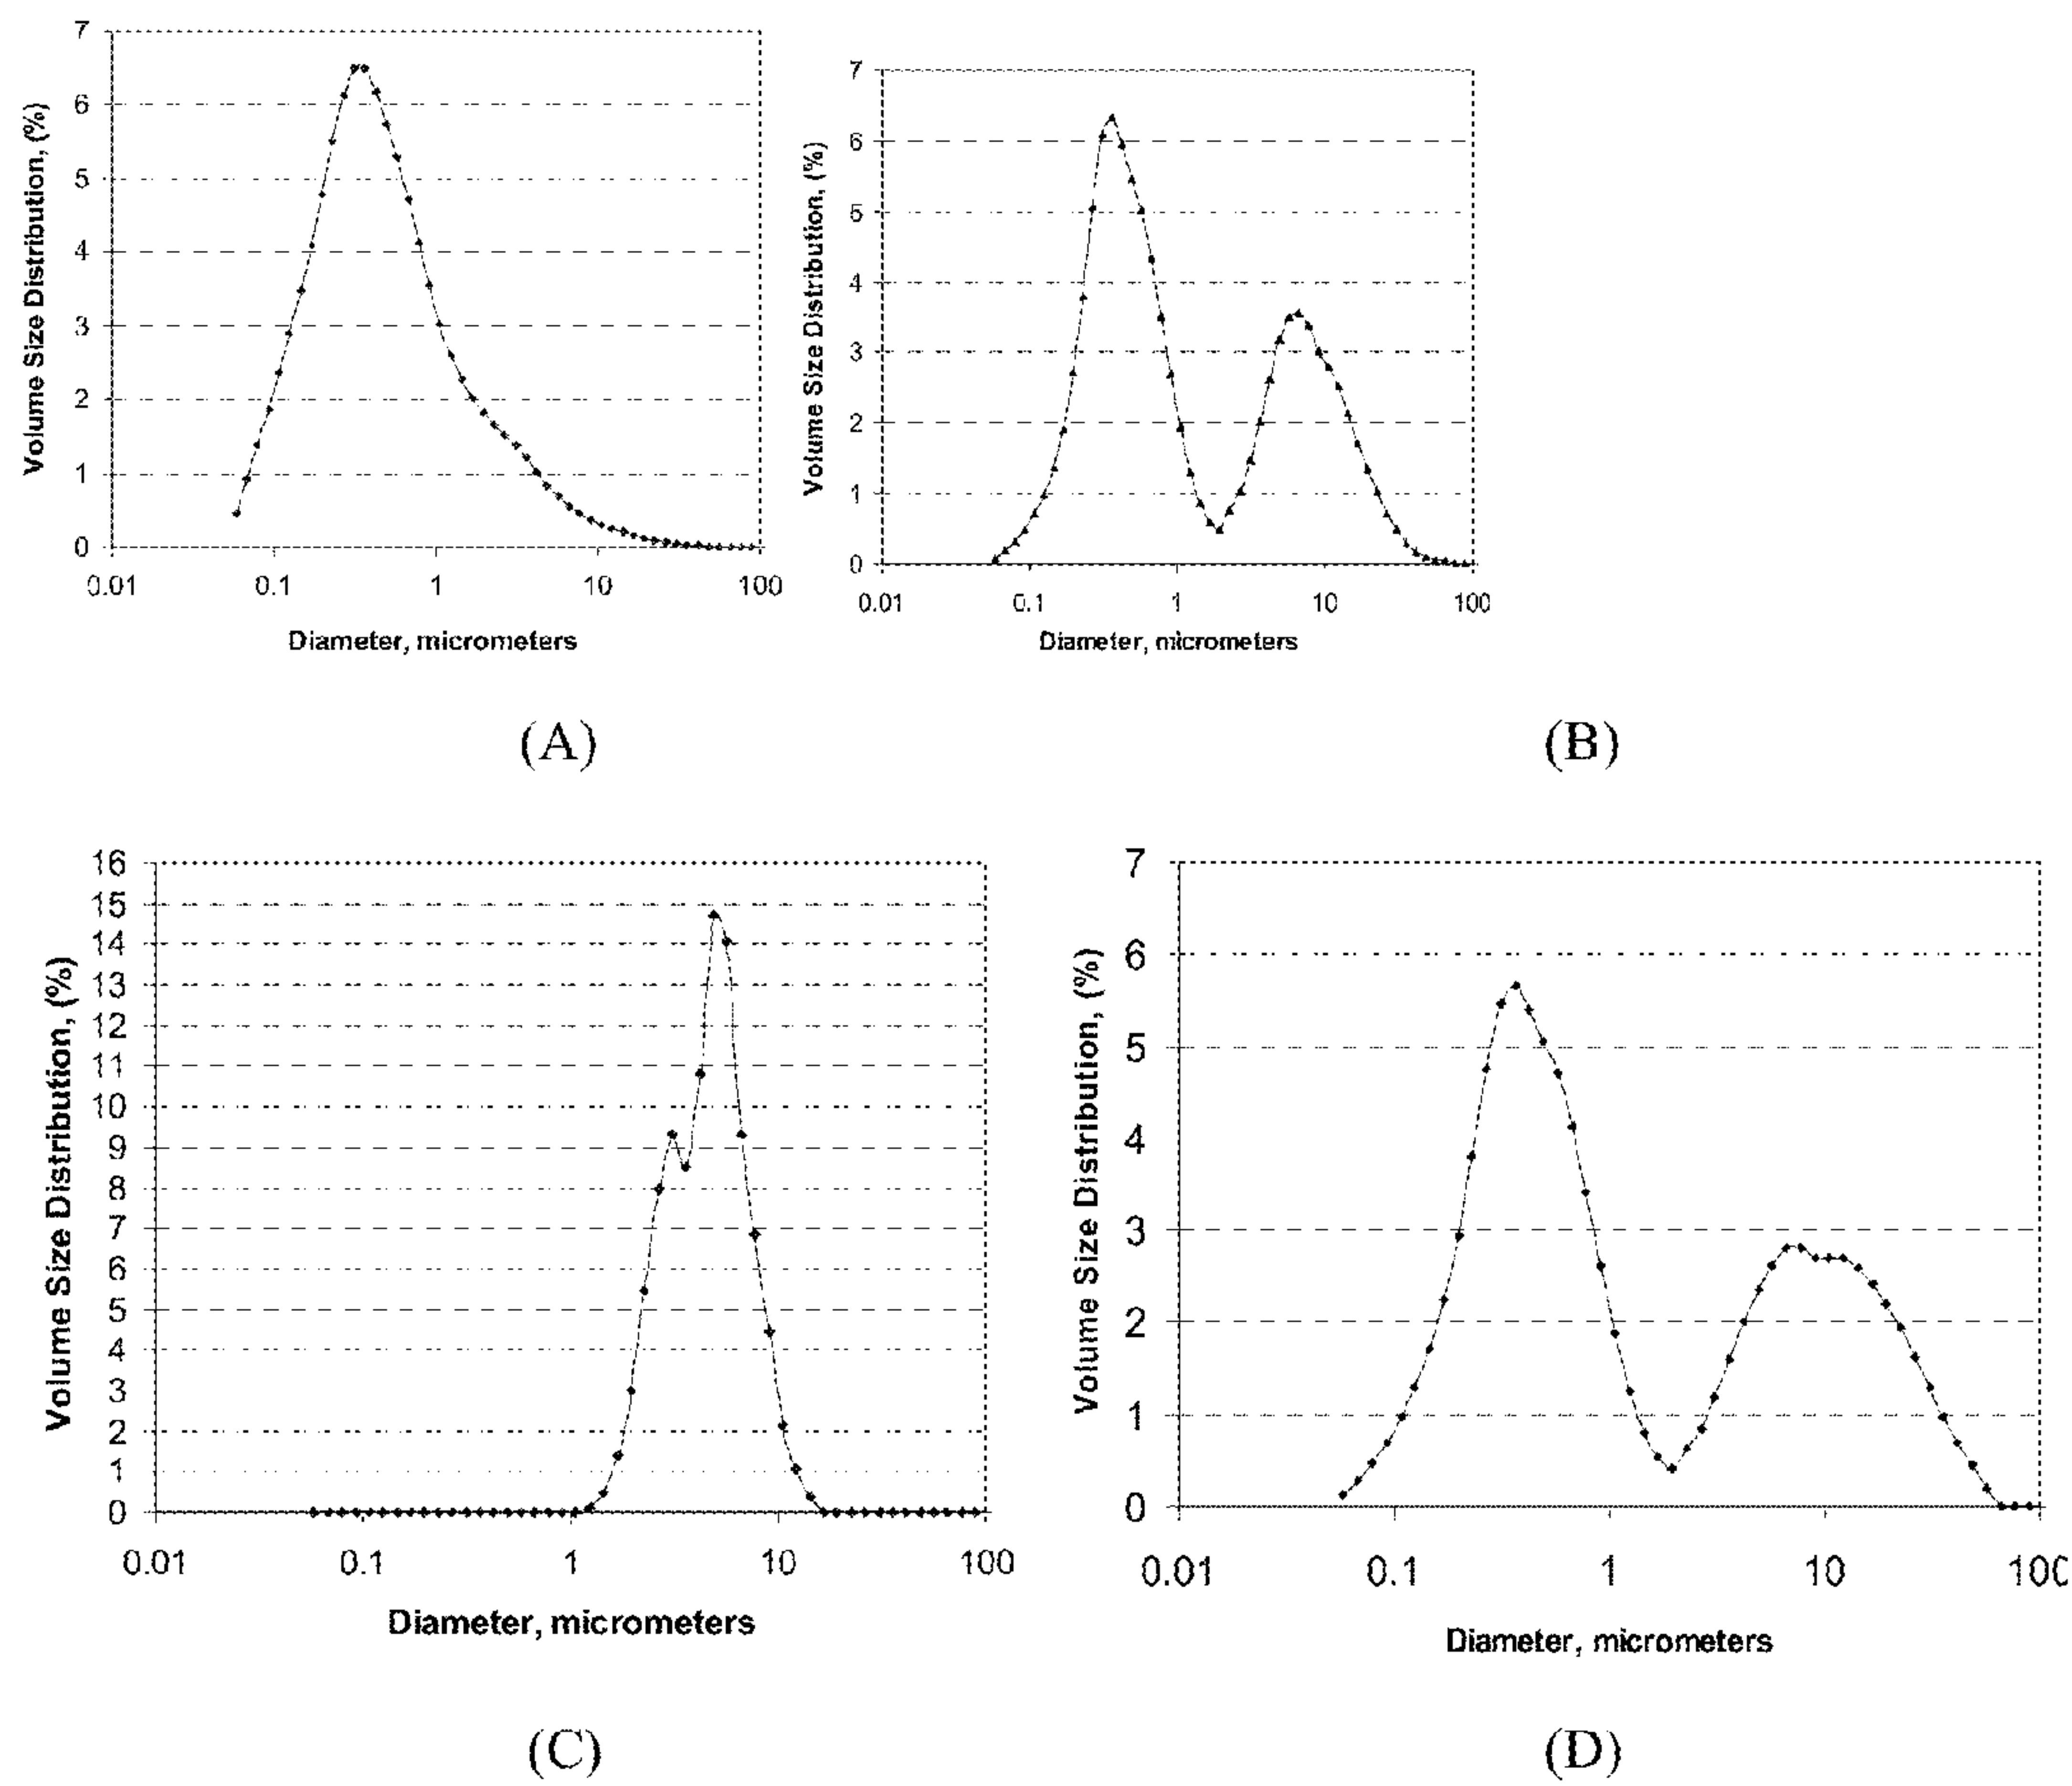 7
6
5
4
3
2
1
0
Volume Size Distribution, (%)
0.01 0.1 1 10 100
Diameter, micrometers
(A)
7
6
5
4
3
2
1
0
Volume Size Distribution, (%)
0.01 0.1 1 10 100
Diameter, micrometers
(B)
16
15
14
13
12
11
10
9
8
7
6
5
4
3
2
1
0
Volume Size Distribution, (%)
0.01 0.1 1 10 100
Diameter, micrometers
(C)
7
6
5
4
3
2
1
0
Volume Size Distribution, (%)
0.01 0.1 1 10 100
Diameter, micrometers
(D)